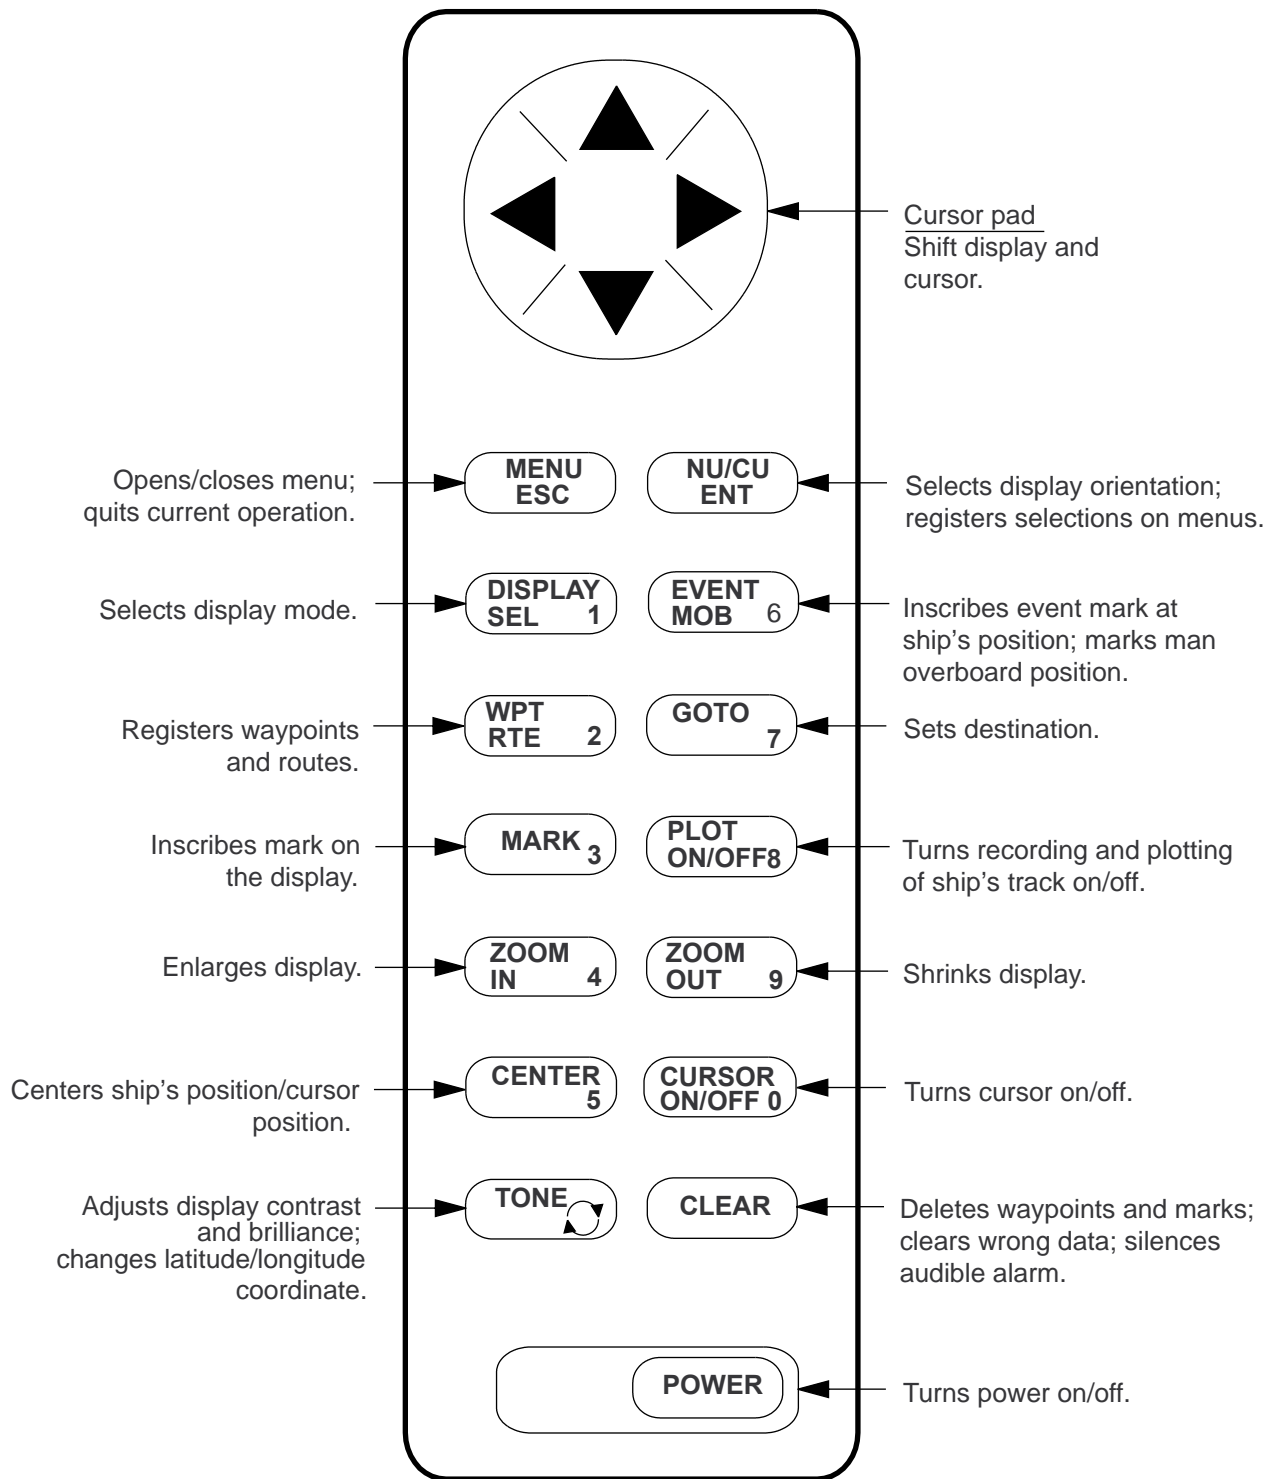 Cursor pad
Shift display and
cursor.
Opens/closes menu;
quits current operation.
MENU
ESC
NU/CU
ENT
Selects display orientation;
registers selections on menus.
Selects display mode.
DISPLAY
SEL 1
EVENT
MOB 6
Inscribes event mark at
ship's position; marks man
overboard position.
Registers waypoints
and routes.
WPT
RTE 2
GOTO
7
Sets destination.
Inscribes mark on
the display.
MARK 3
PLOT
ON/OFF8
Turns recording and plotting
of ship's track on/off.
Enlarges display.
ZOOM
IN 4
ZOOM
OUT 9
Shrinks display.
Centers ship's position/cursor
position.
CENTER
5
CURSOR
ON/OFF 0
Turns cursor on/off.
Adjusts display contrast
and brilliance;
changes latitude/longitude
coordinate.
TONE
CLEAR
Deletes waypoints and marks;
clears wrong data; silences
audible alarm.
POWER
Turns power on/off.